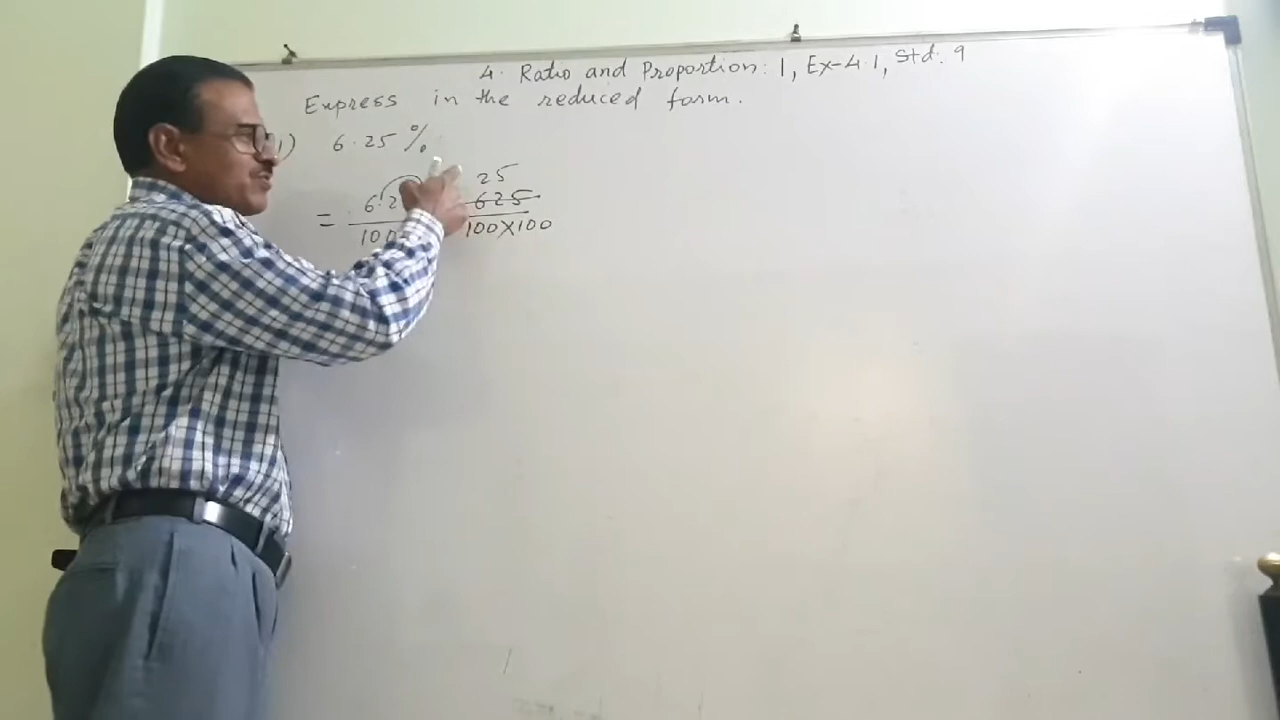 4. Ratio and Proportion: 1, Ex-4.1, Std. 9
Express in the reduced form.
1) 6.25 %
25
= 6.2 625
100 100×100